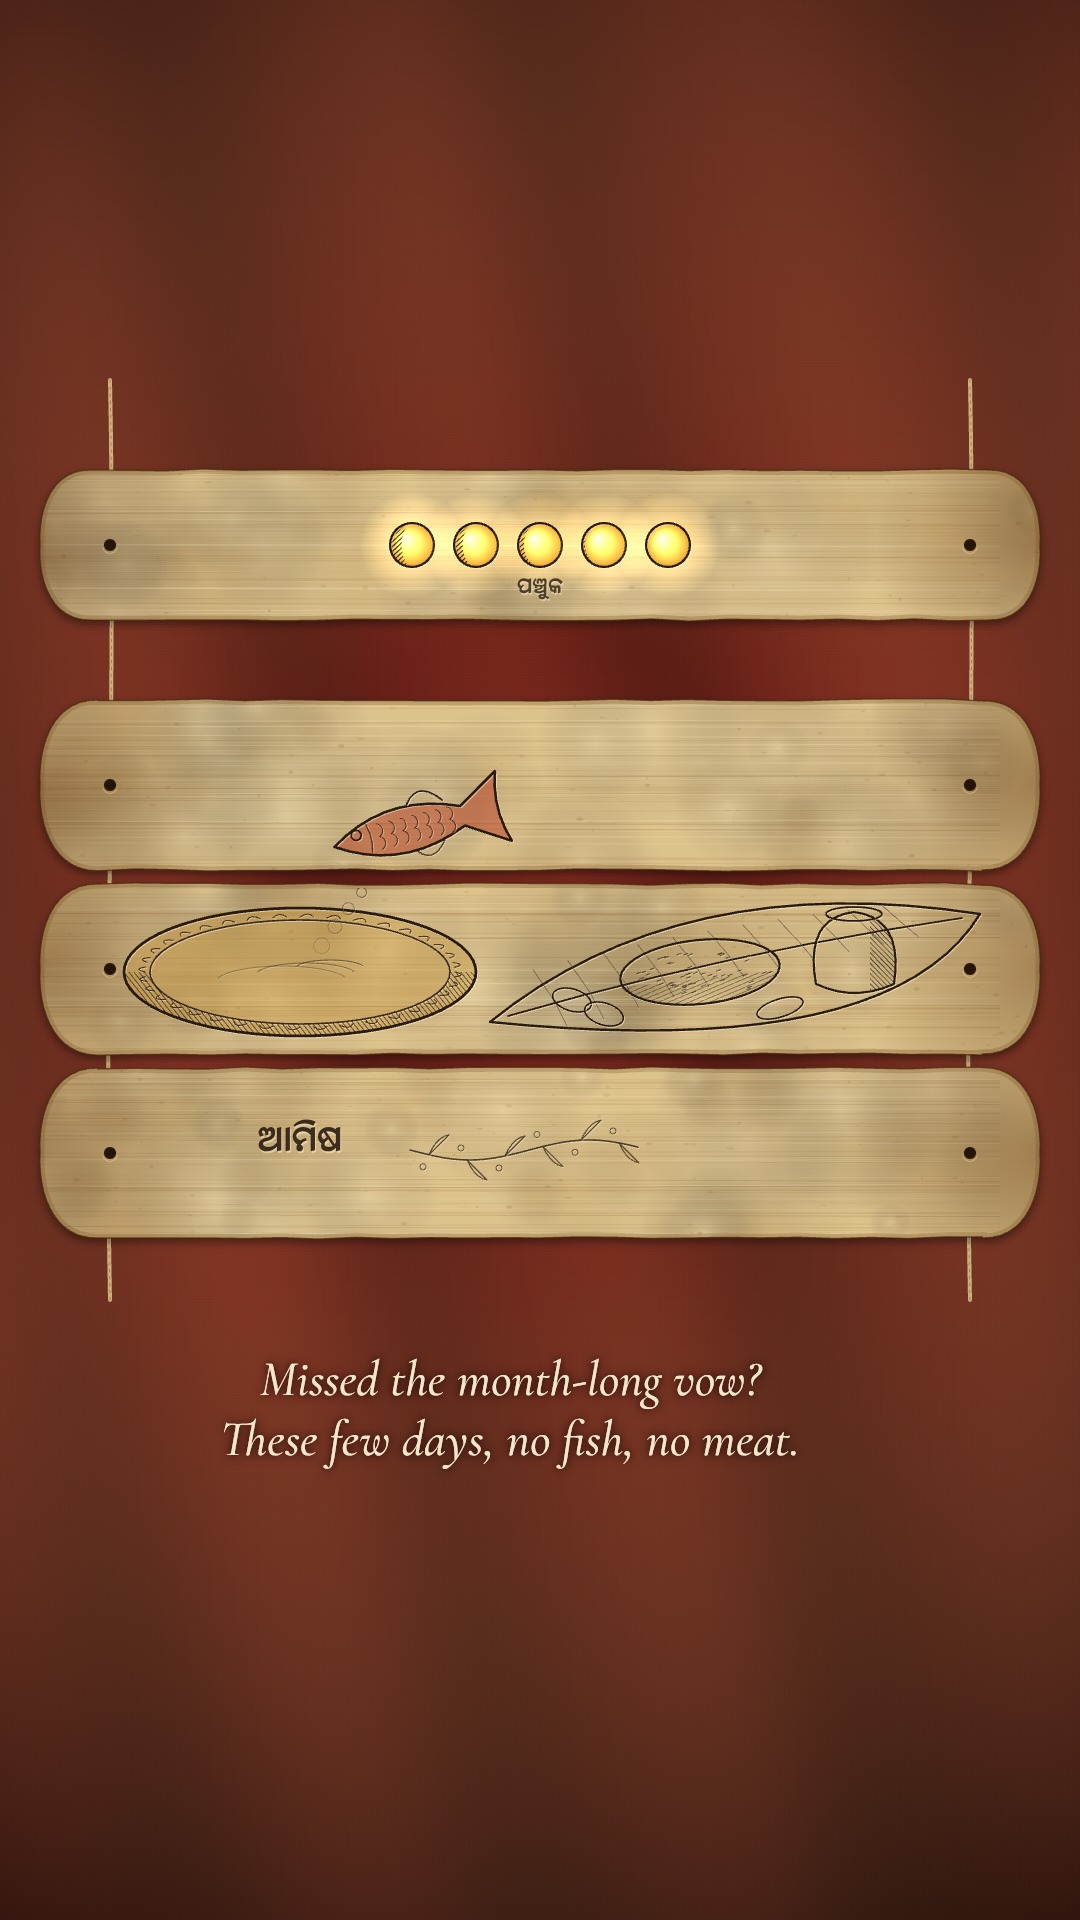 ପଞ୍ଚୁକ
ଆମିଷ
Missed the month-long vow?
These few days, no fish, no meat.